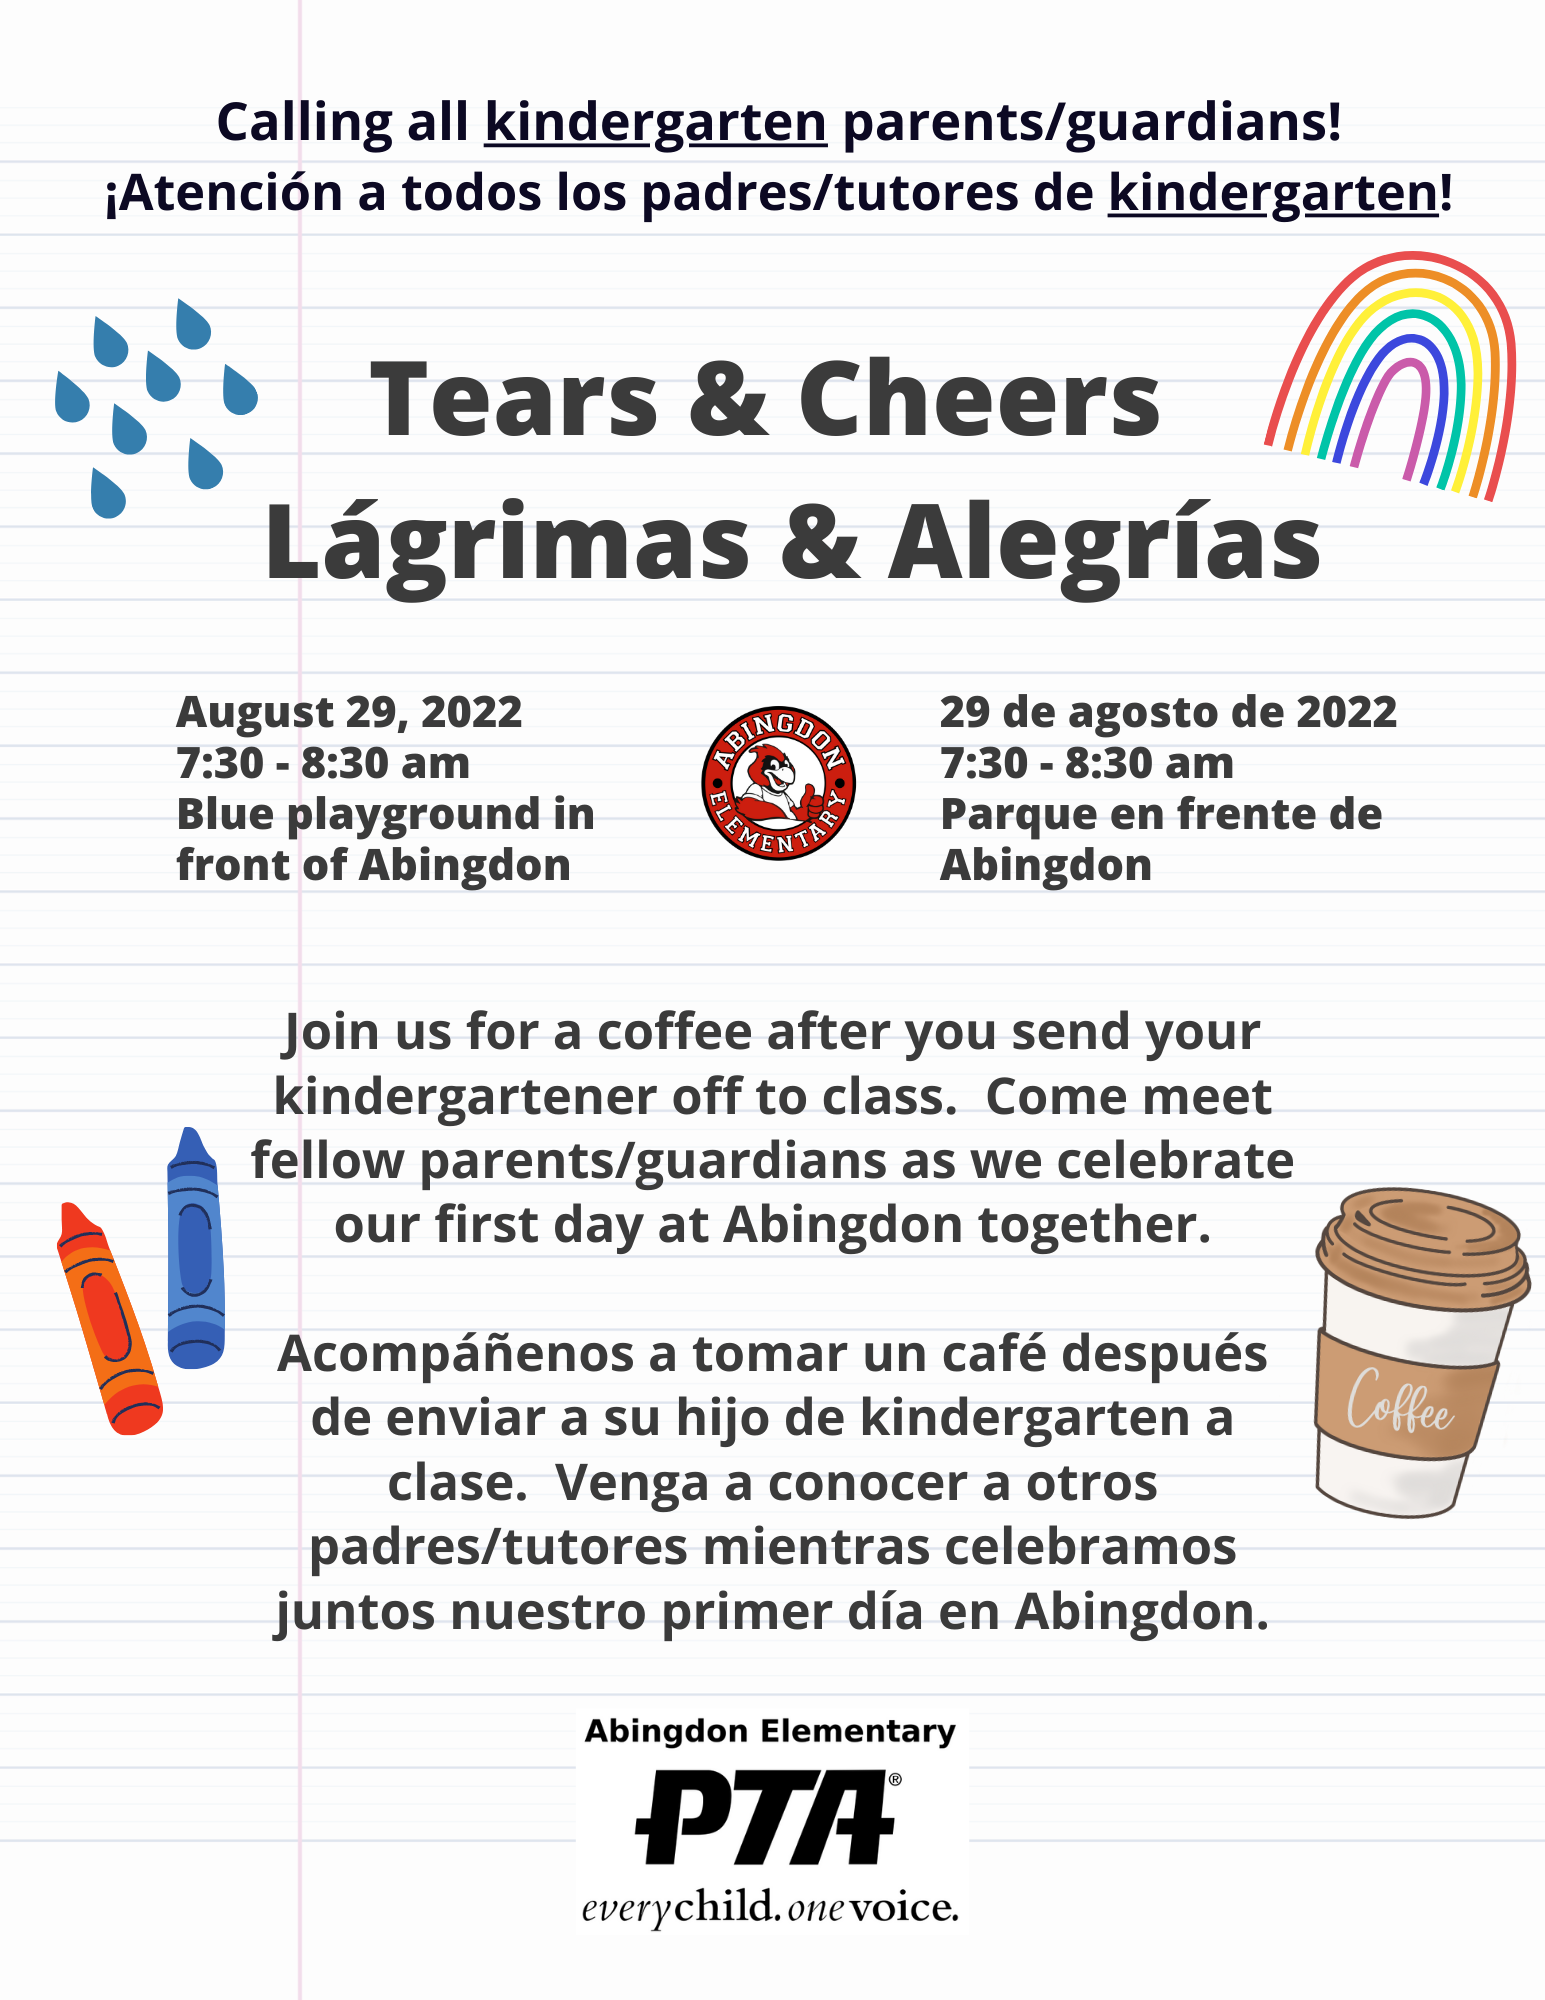 Calling all kindergarten parents/guardians!
¡Atención a todos los padres/tutores de kindergarten!
Tears & Cheers
Lágrimas & Alegrías
August 29, 2022
7:30 - 8:30 am
Blue playground in
front of Abingdon
ABINGDON
ELEMENTARY
29 de agosto de 2022
7:30 - 8:30 am
Parque en frente de
Abingdon
Join us for a coffee after you send your
kindergartener off to class.  Come meet
fellow parents/guardians as we celebrate
our first day at Abingdon together.
Acompáñenos a tomar un café después
de enviar a su hijo de kindergarten a
clase.  Venga a conocer a otros
padres/tutores mientras celebramos
juntos nuestro primer día en Abingdon.
Coffee
Abingdon Elementary
PTA®
everychild. one voice.